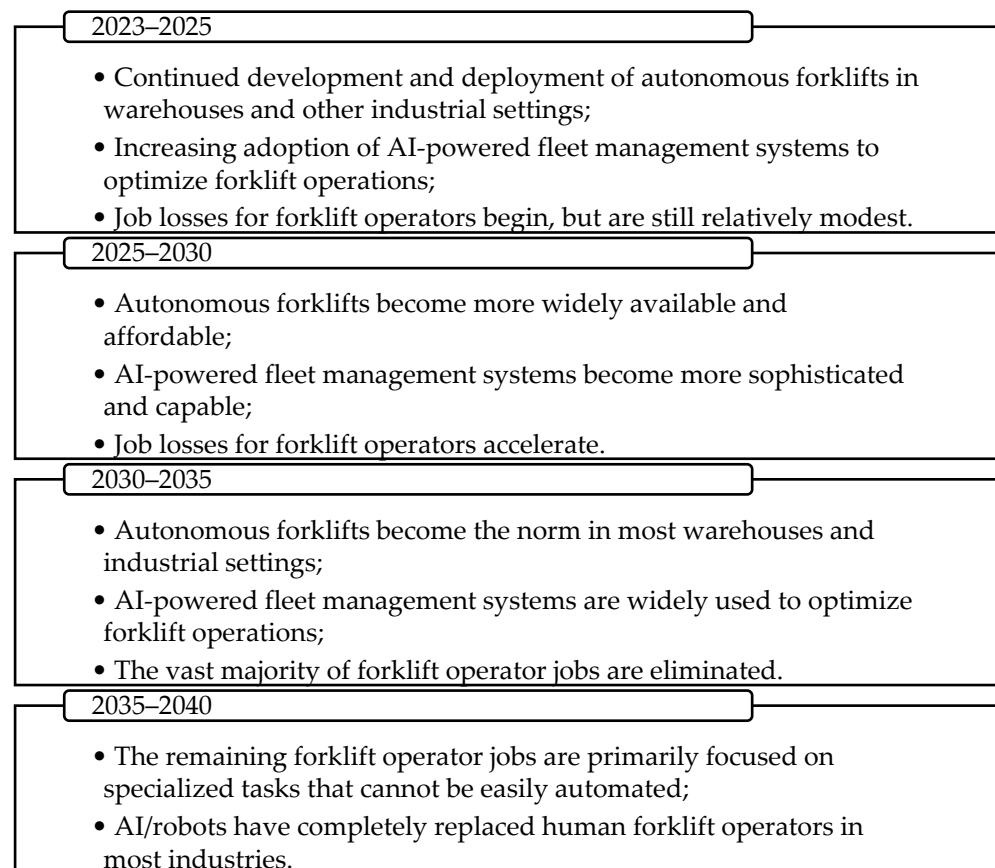 2023–2025
• Continued development and deployment of autonomous forklifts in
warehouses and other industrial settings;
• Increasing adoption of AI-powered fleet management systems to
optimize forklift operations;
• Job losses for forklift operators begin, but are still relatively modest.
2025–2030
• Autonomous forklifts become more widely available and
affordable;
• AI-powered fleet management systems become more sophisticated
and capable;
• Job losses for forklift operators accelerate.
2030–2035
• Autonomous forklifts become the norm in most warehouses and
industrial settings;
• AI-powered fleet management systems are widely used to optimize
forklift operations;
• The vast majority of forklift operator jobs are eliminated.
2035–2040
• The remaining forklift operator jobs are primarily focused on
specialized tasks that cannot be easily automated;
• AI/robots have completely replaced human forklift operators in
most industries.